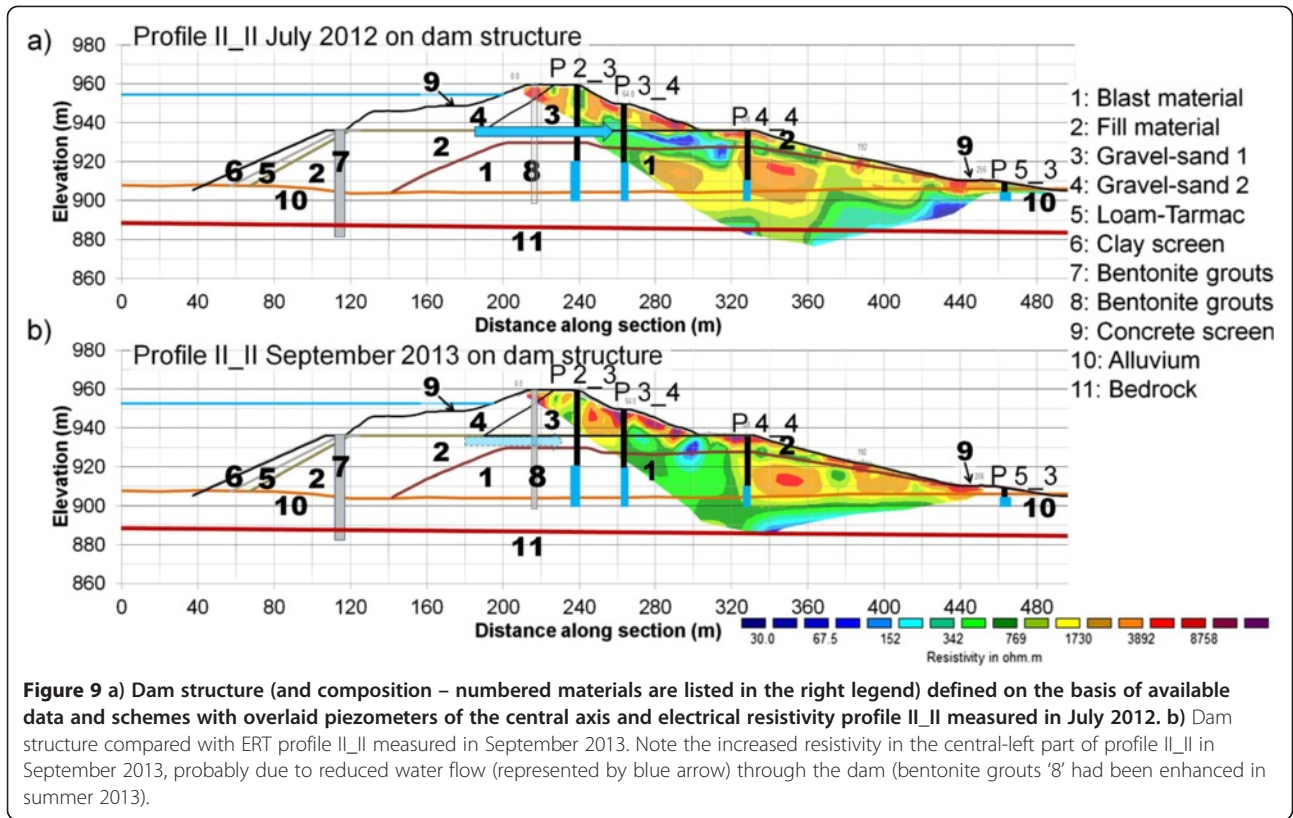 a)
Profile II_II July 2012 on dam structure
980
960
940
920
900
880
860
Elevation (m)
0 40 80 120 160 200 240 280 320 360 400 440 480
Distance along section (m)
9
P 2_3
P 3_4
P 4_4
P 5_3
6 5 2 7 10 2 4 3 1 8 1 2 9 10 11
1: Blast material
2: Fill material
3: Gravel-sand 1
4: Gravel-sand 2
5: Loam-Tarmac
6: Clay screen
7: Bentonite grouts
8: Bentonite grouts
9: Concrete screen
10: Alluvium
11: Bedrock
b)
Profile II_II September 2013 on dam structure
980
960
940
920
900
880
860
Elevation (m)
0 40 80 120 160 200 240 280 320 360 400 440 480
Distance along section (m)
9
P 2_3
P 3_4
P 4_4
P 5_3
6 5 2 7 10 2 4 3 1 8 1 2 9 10 11
30.0 67.5 152 342 769 1730 3892 8758
Resistivity in ohm.m
Figure 9 a) Dam structure (and composition – numbered materials are listed in the right legend) defined on the basis of available
data and schemes with overlaid piezometers of the central axis and electrical resistivity profile II_II measured in July 2012. b) Dam
structure compared with ERT profile II_II measured in September 2013. Note the increased resistivity in the central-left part of profile II_II in
September 2013, probably due to reduced water flow (represented by blue arrow) through the dam (bentonite grouts ‘8’ had been enhanced in
summer 2013).